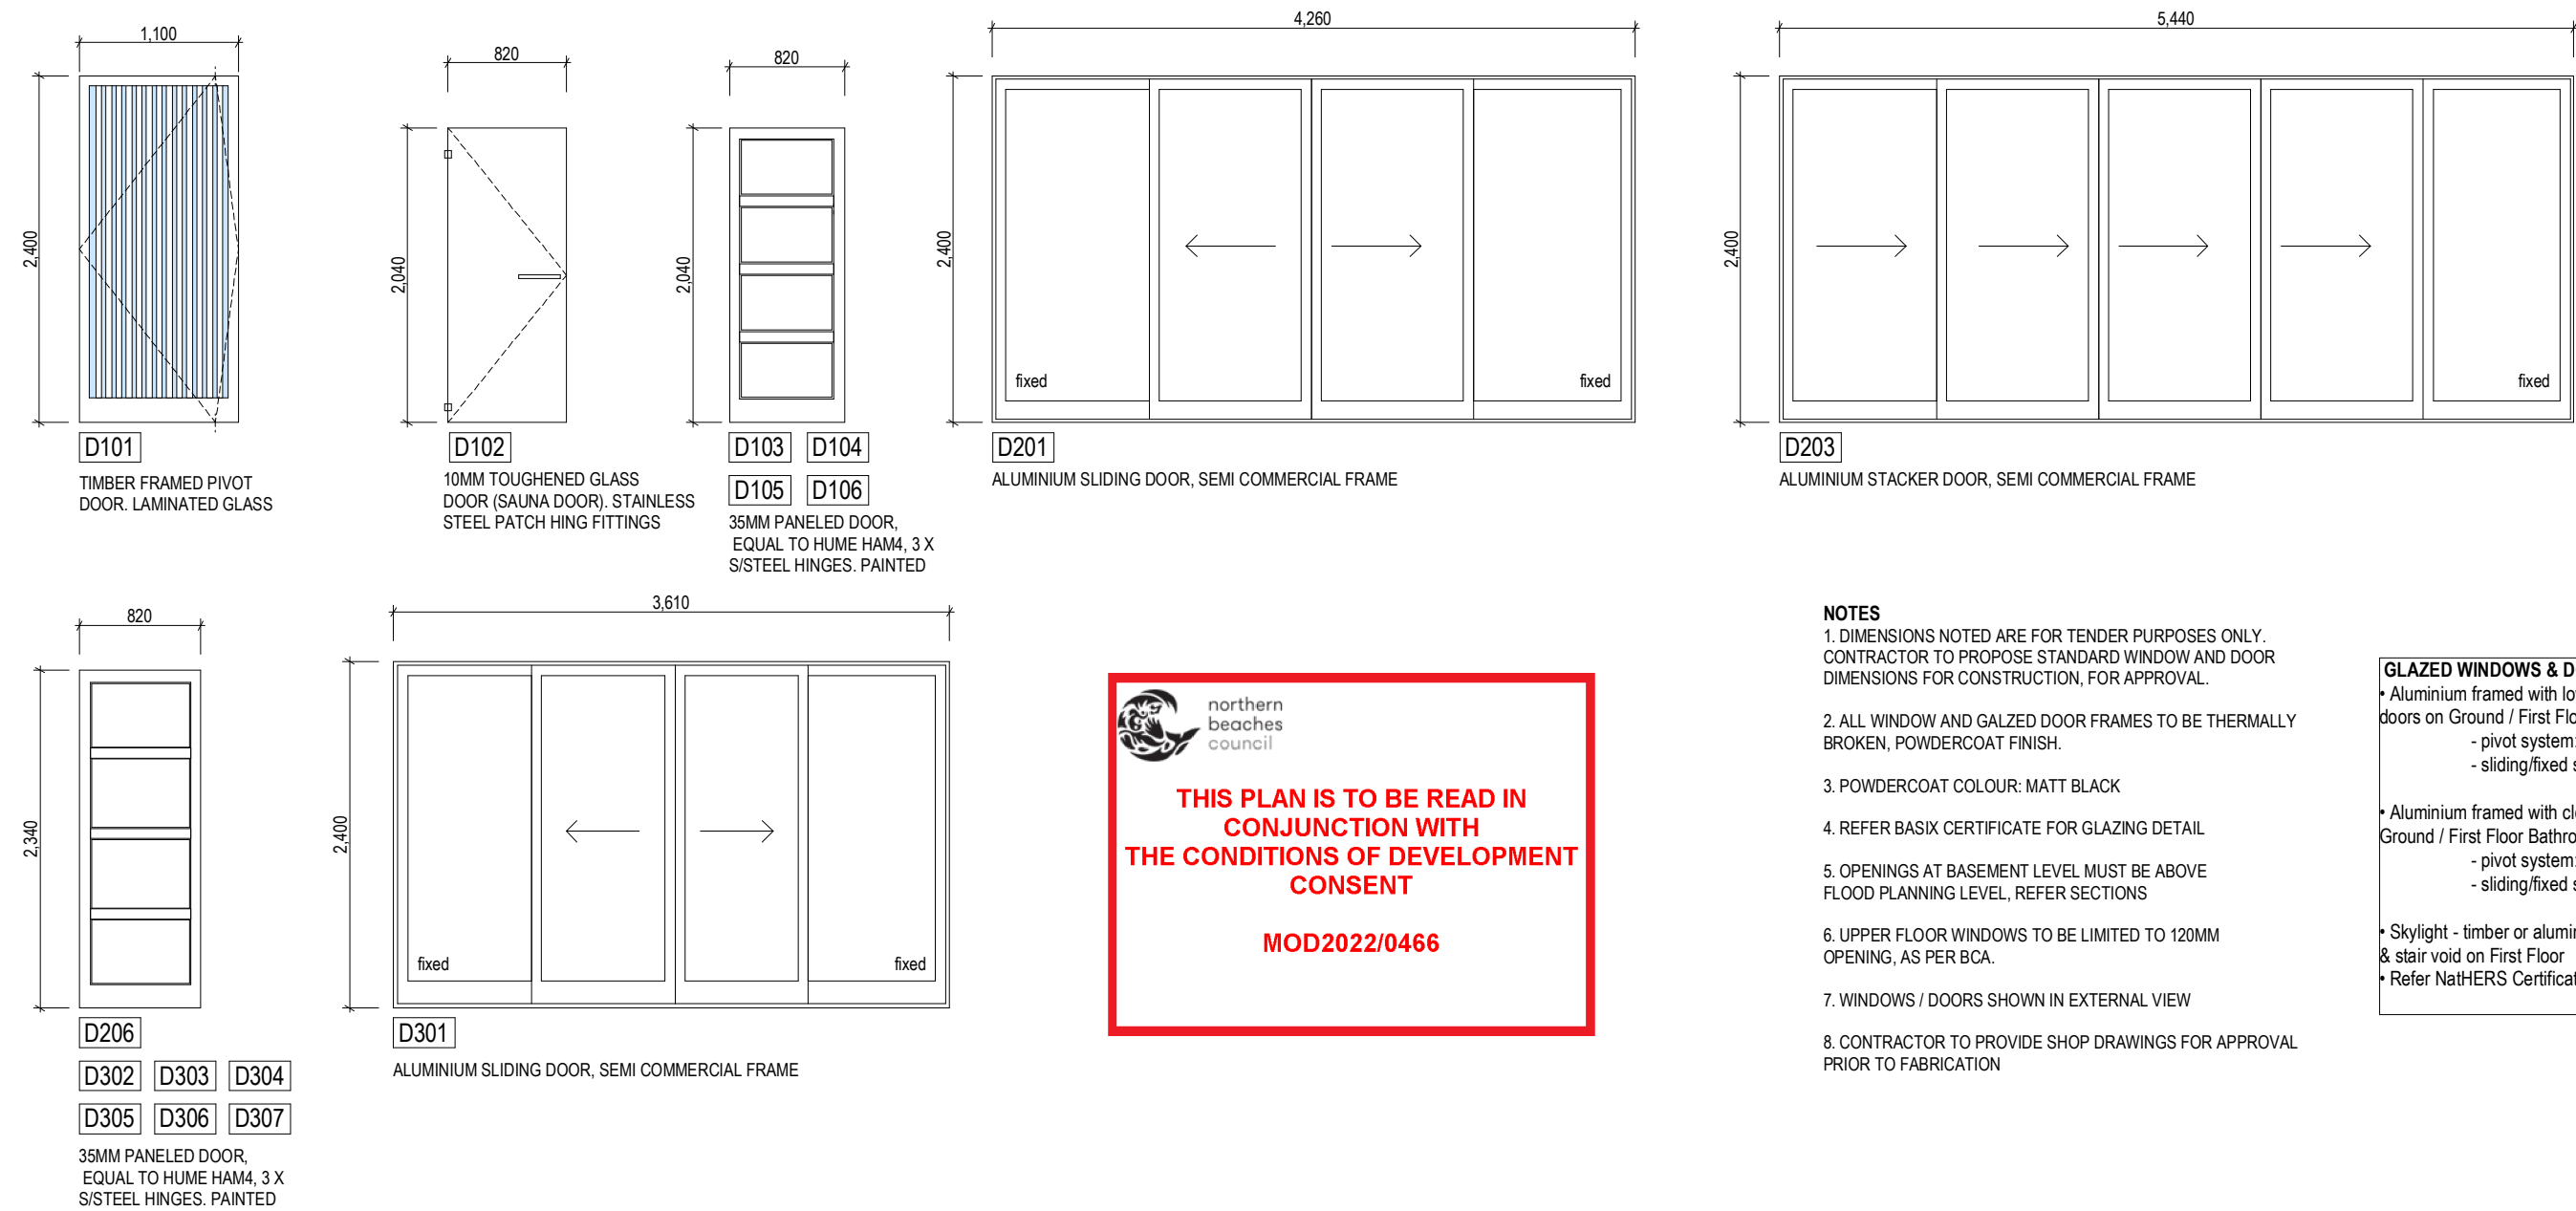 1,100
2,400
D101
TIMBER FRAMED PIVOT
DOOR. LAMINATED GLASS
820
2,040
D102
10MM TOUGHENED GLASS
DOOR (SAUNA DOOR). STAINLESS
STEEL PATCH HING FITTINGS
820
2,040
D103 D104
D105 D106
35MM PANELED DOOR,
EQUAL TO HUME HAM4, 3 X
S/STEEL HINGES. PAINTED
4,260
2,400
fixed fixed
D201
ALUMINIUM SLIDING DOOR, SEMI COMMERCIAL FRAME
5,440
2,400
fixed
D203
ALUMINIUM STACKER DOOR, SEMI COMMERCIAL FRAME
820
2,340
D206
D302 D303 D304
D305 D306 D307
35MM PANELED DOOR,
EQUAL TO HUME HAM4, 3 X
S/STEEL HINGES. PAINTED
3,610
2,400
fixed fixed
D301
ALUMINIUM SLIDING DOOR, SEMI COMMERCIAL FRAME
northern
beaches
council
THIS PLAN IS TO BE READ IN
CONJUNCTION WITH
THE CONDITIONS OF DEVELOPMENT
CONSENT
MOD2022/0466
NOTES
1. DIMENSIONS NOTED ARE FOR TENDER PURPOSES ONLY.
CONTRACTOR TO PROPOSE STANDARD WINDOW AND DOOR
DIMENSIONS FOR CONSTRUCTION, FOR APPROVAL.
2. ALL WINDOW AND GALZED DOOR FRAMES TO BE THERMALLY
BROKEN, POWDERCOAT FINISH.
3. POWDERCOAT COLOUR: MATT BLACK
4. REFER BASIX CERTIFICATE FOR GLAZING DETAIL
5. OPENINGS AT BASEMENT LEVEL MUST BE ABOVE
FLOOD PLANNING LEVEL, REFER SECTIONS
6. UPPER FLOOR WINDOWS TO BE LIMITED TO 120MM
OPENING, AS PER BCA.
7. WINDOWS / DOORS SHOWN IN EXTERNAL VIEW
8. CONTRACTOR TO PROVIDE SHOP DRAWINGS FOR APPROVAL
PRIOR TO FABRICATION
GLAZED WINDOWS & D
• Aluminium framed with lo
doors on Ground / First Flo
- pivot system:
- sliding/fixed s
• Aluminium framed with cle
Ground / First Floor Bathro
- pivot system:
- sliding/fixed s
• Skylight - timber or alumin
& stair void on First Floor
• Refer NatHERS Certificat